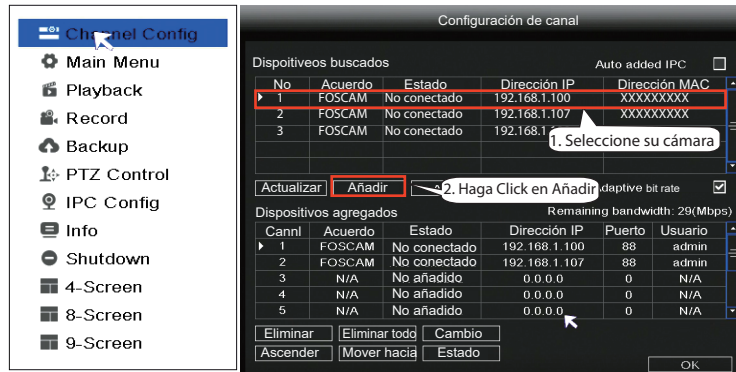 Channel Config
Main Menu
Playback
Record
Backup
PTZ Control
IPC Config
Info
Shutdown
4-Screen
8-Screen
9-Screen
Configuración de canal
Dispoitiveos buscados Auto added IPC
No Acuerdo Estado Dirección IP Dirección MAC
1 FOSCAM No conectado 192.168.1.100 XXXXXXXXX
2 FOSCAM No conectado 192.168.1.107 XXXXXXXXX
3 FOSCAM No conectado 192.168.1.
1. Seleccione su cámara
Actualizar Añadir 2. Haga Click en Añadir daptive bit rate
Dispositivos agregados Remaining bandwidth: 29(Mbps)
Cannl Acuerdo Estado Dirección IP Puerto Usuario
1 FOSCAM No conectado 192.168.1.100 88 admin
2 FOSCAM No conectado 192.168.1.107 88 admin
3 N/A No añadido 0.0.0.0 0 N/A
4 N/A No añadido 0.0.0.0 0 N/A
5 N/A No añadido 0.0.0.0 0 N/A
Eliminar Eliminar todo Cambio
Ascender Mover hacia Estado
OK